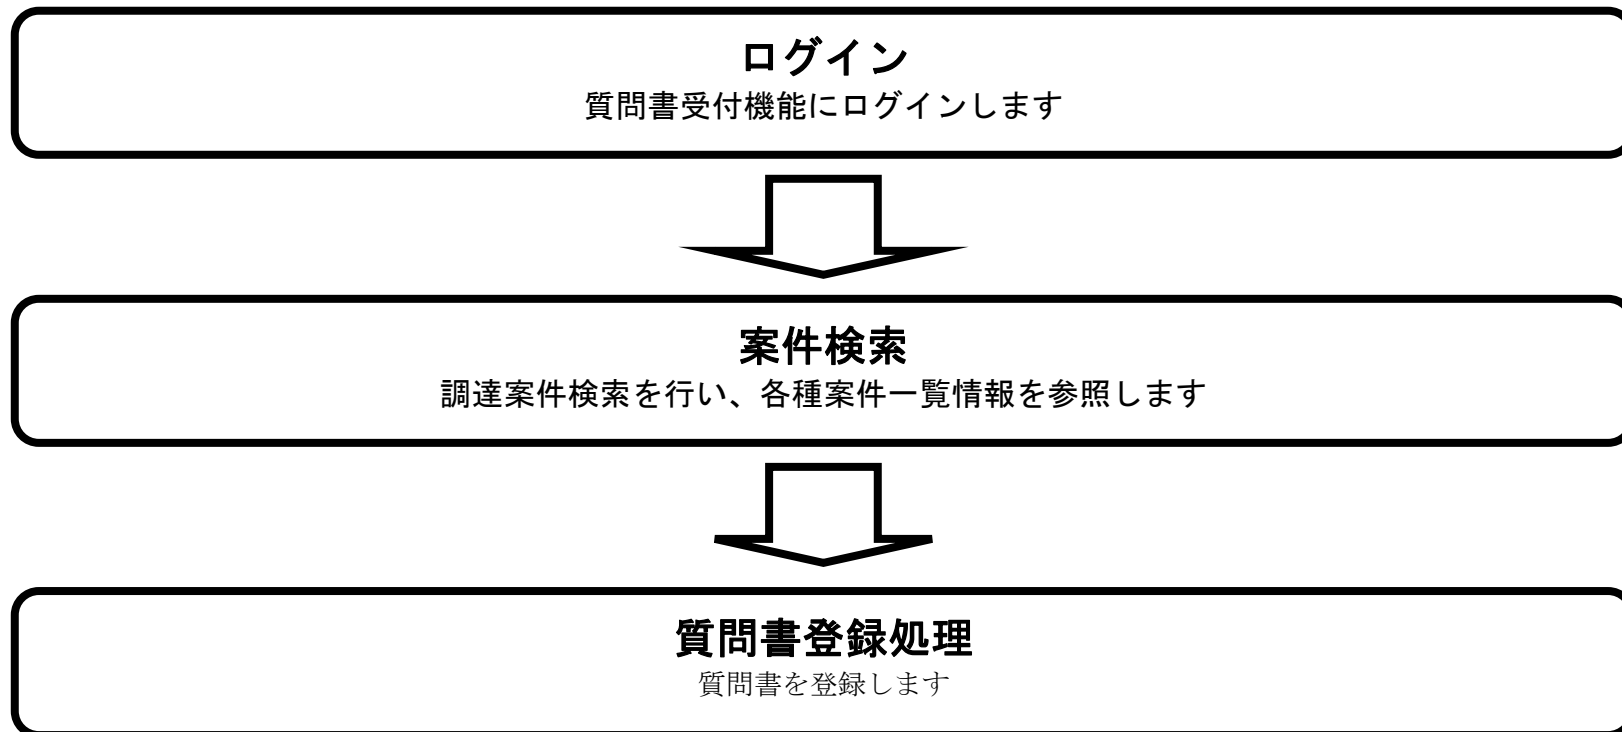 ログイン
質問書受付機能にログインします
案件検索
調達案件検索を行い、各種案件一覧情報を参照します
質問書登録処理
質問書を登録します